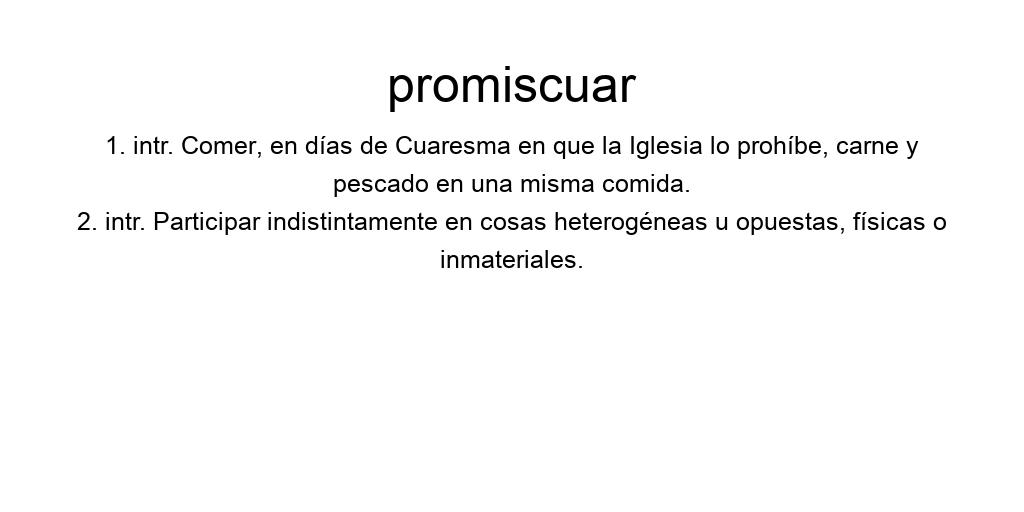 promiscuar
1. intr. Comer, en días de Cuaresma en que la Iglesia lo prohíbe, carne y
pescado en una misma comida.
2. intr. Participar indistintamente en cosas heterogéneas u opuestas, físicas o
inmateriales.